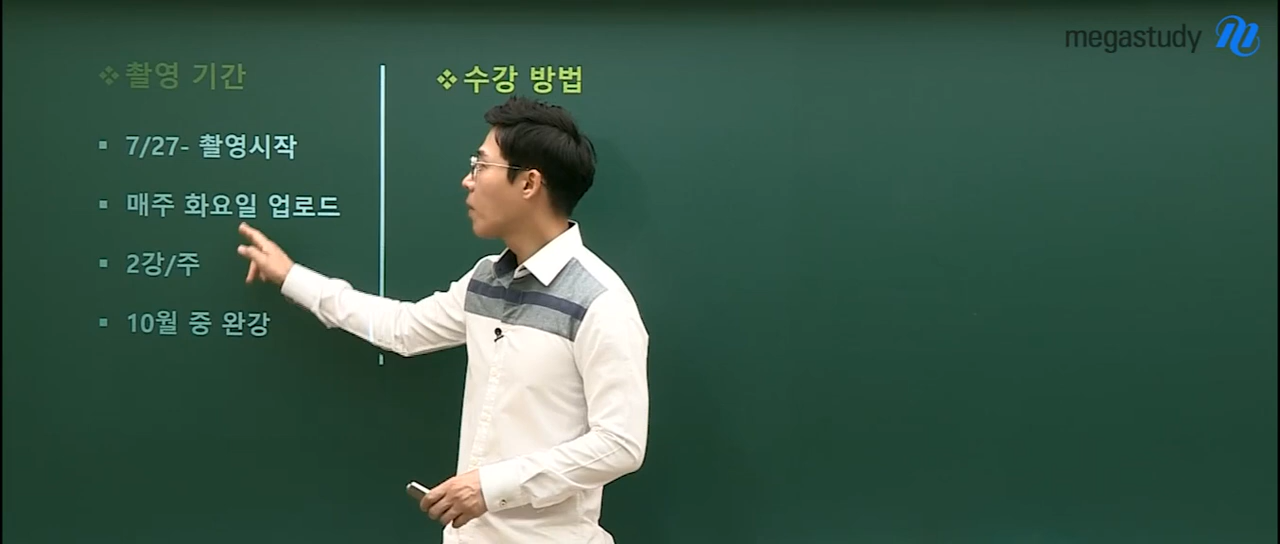 megastudy
❖촬영 기간
▪ 7/27- 촬영시작
▪ 매주 화요일 업로드
▪ 2강/주
▪ 10월 중 완강
❖수강 방법